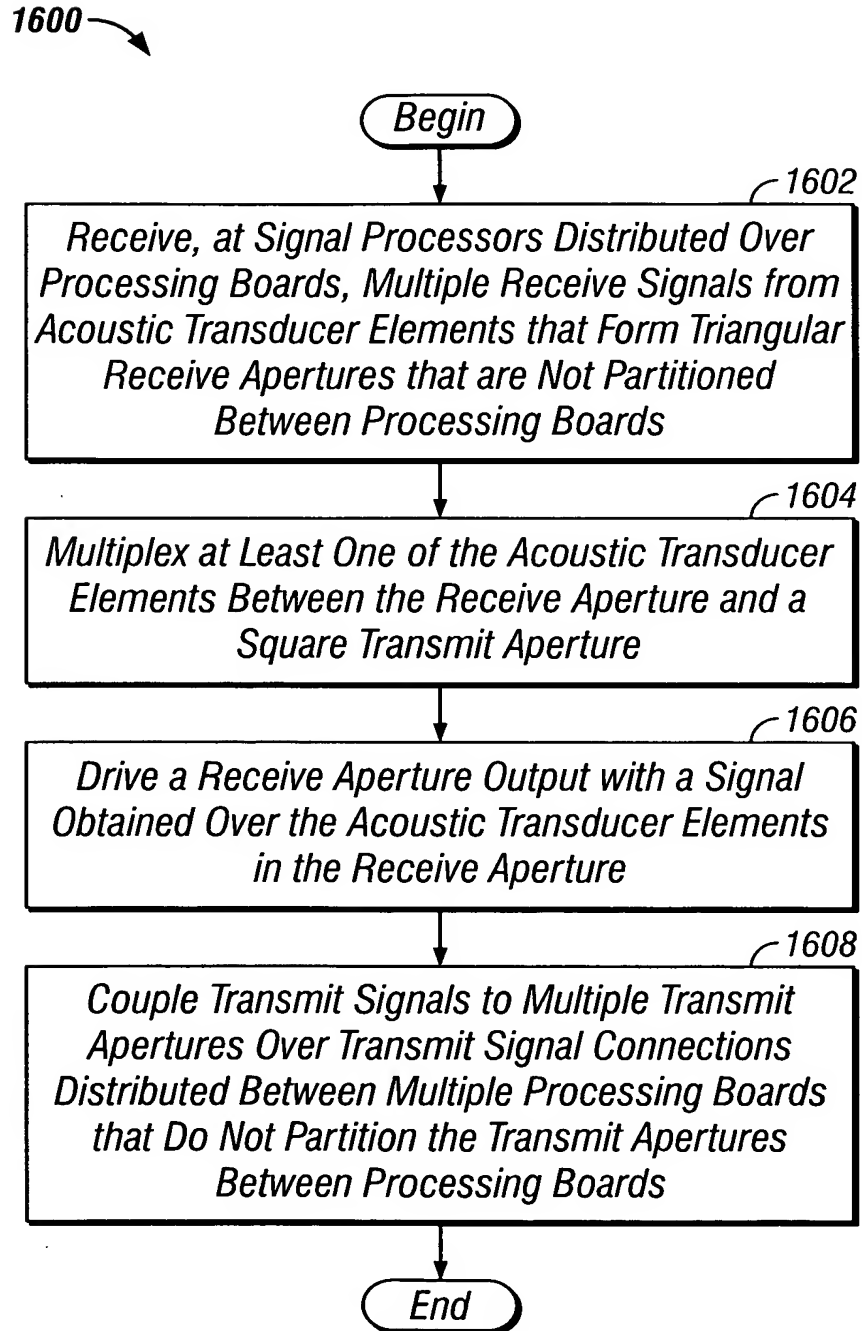 1600
Begin
1602
Receive, at Signal Processors Distributed Over
Processing Boards, Multiple Receive Signals from
Acoustic Transducer Elements that Form Triangular
Receive Apertures that are Not Partitioned
Between Processing Boards
1604
Multiplex at Least One of the Acoustic Transducer
Elements Between the Receive Aperture and a
Square Transmit Aperture
1606
Drive a Receive Aperture Output with a Signal
Obtained Over the Acoustic Transducer Elements
in the Receive Aperture
1608
Couple Transmit Signals to Multiple Transmit
Apertures Over Transmit Signal Connections
Distributed Between Multiple Processing Boards
that Do Not Partition the Transmit Apertures
Between Processing Boards
End